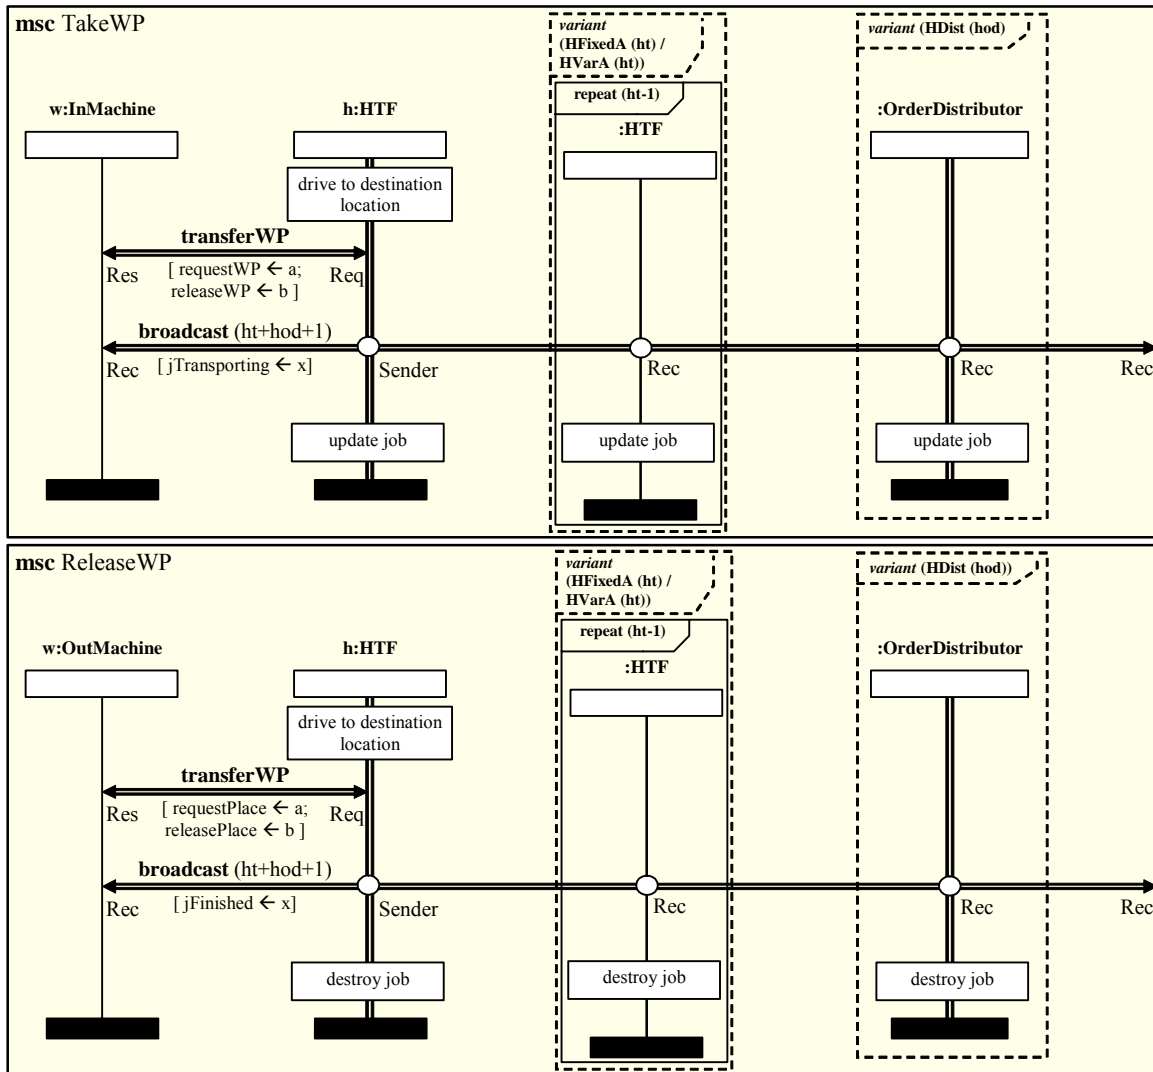 msc TakeWP
variant
(HFixedA (ht) /
HVarA (ht))
variant (HDist (hod)
repeat (ht-1)
w:InMachine
h:HTF
:HTF
:OrderDistributor
drive to destination
location
transferWP
Res
[ requestWP ← a;
releaseWP ← b ]
Req
broadcast (ht+hod+1)
Rec
[ jTransporting ← x]
Sender
Rec
Rec
Rec
update job
update job
update job
msc ReleaseWP
variant
(HFixedA (ht) /
HVarA (ht))
variant (HDist (hod))
repeat (ht-1)
w:OutMachine
h:HTF
:HTF
:OrderDistributor
drive to destination
location
transferWP
Res
[ requestPlace ← a;
releasePlace ← b ]
Req
broadcast (ht+hod+1)
Rec
[ jFinished ← x]
Sender
Rec
Rec
Rec
destroy job
destroy job
destroy job